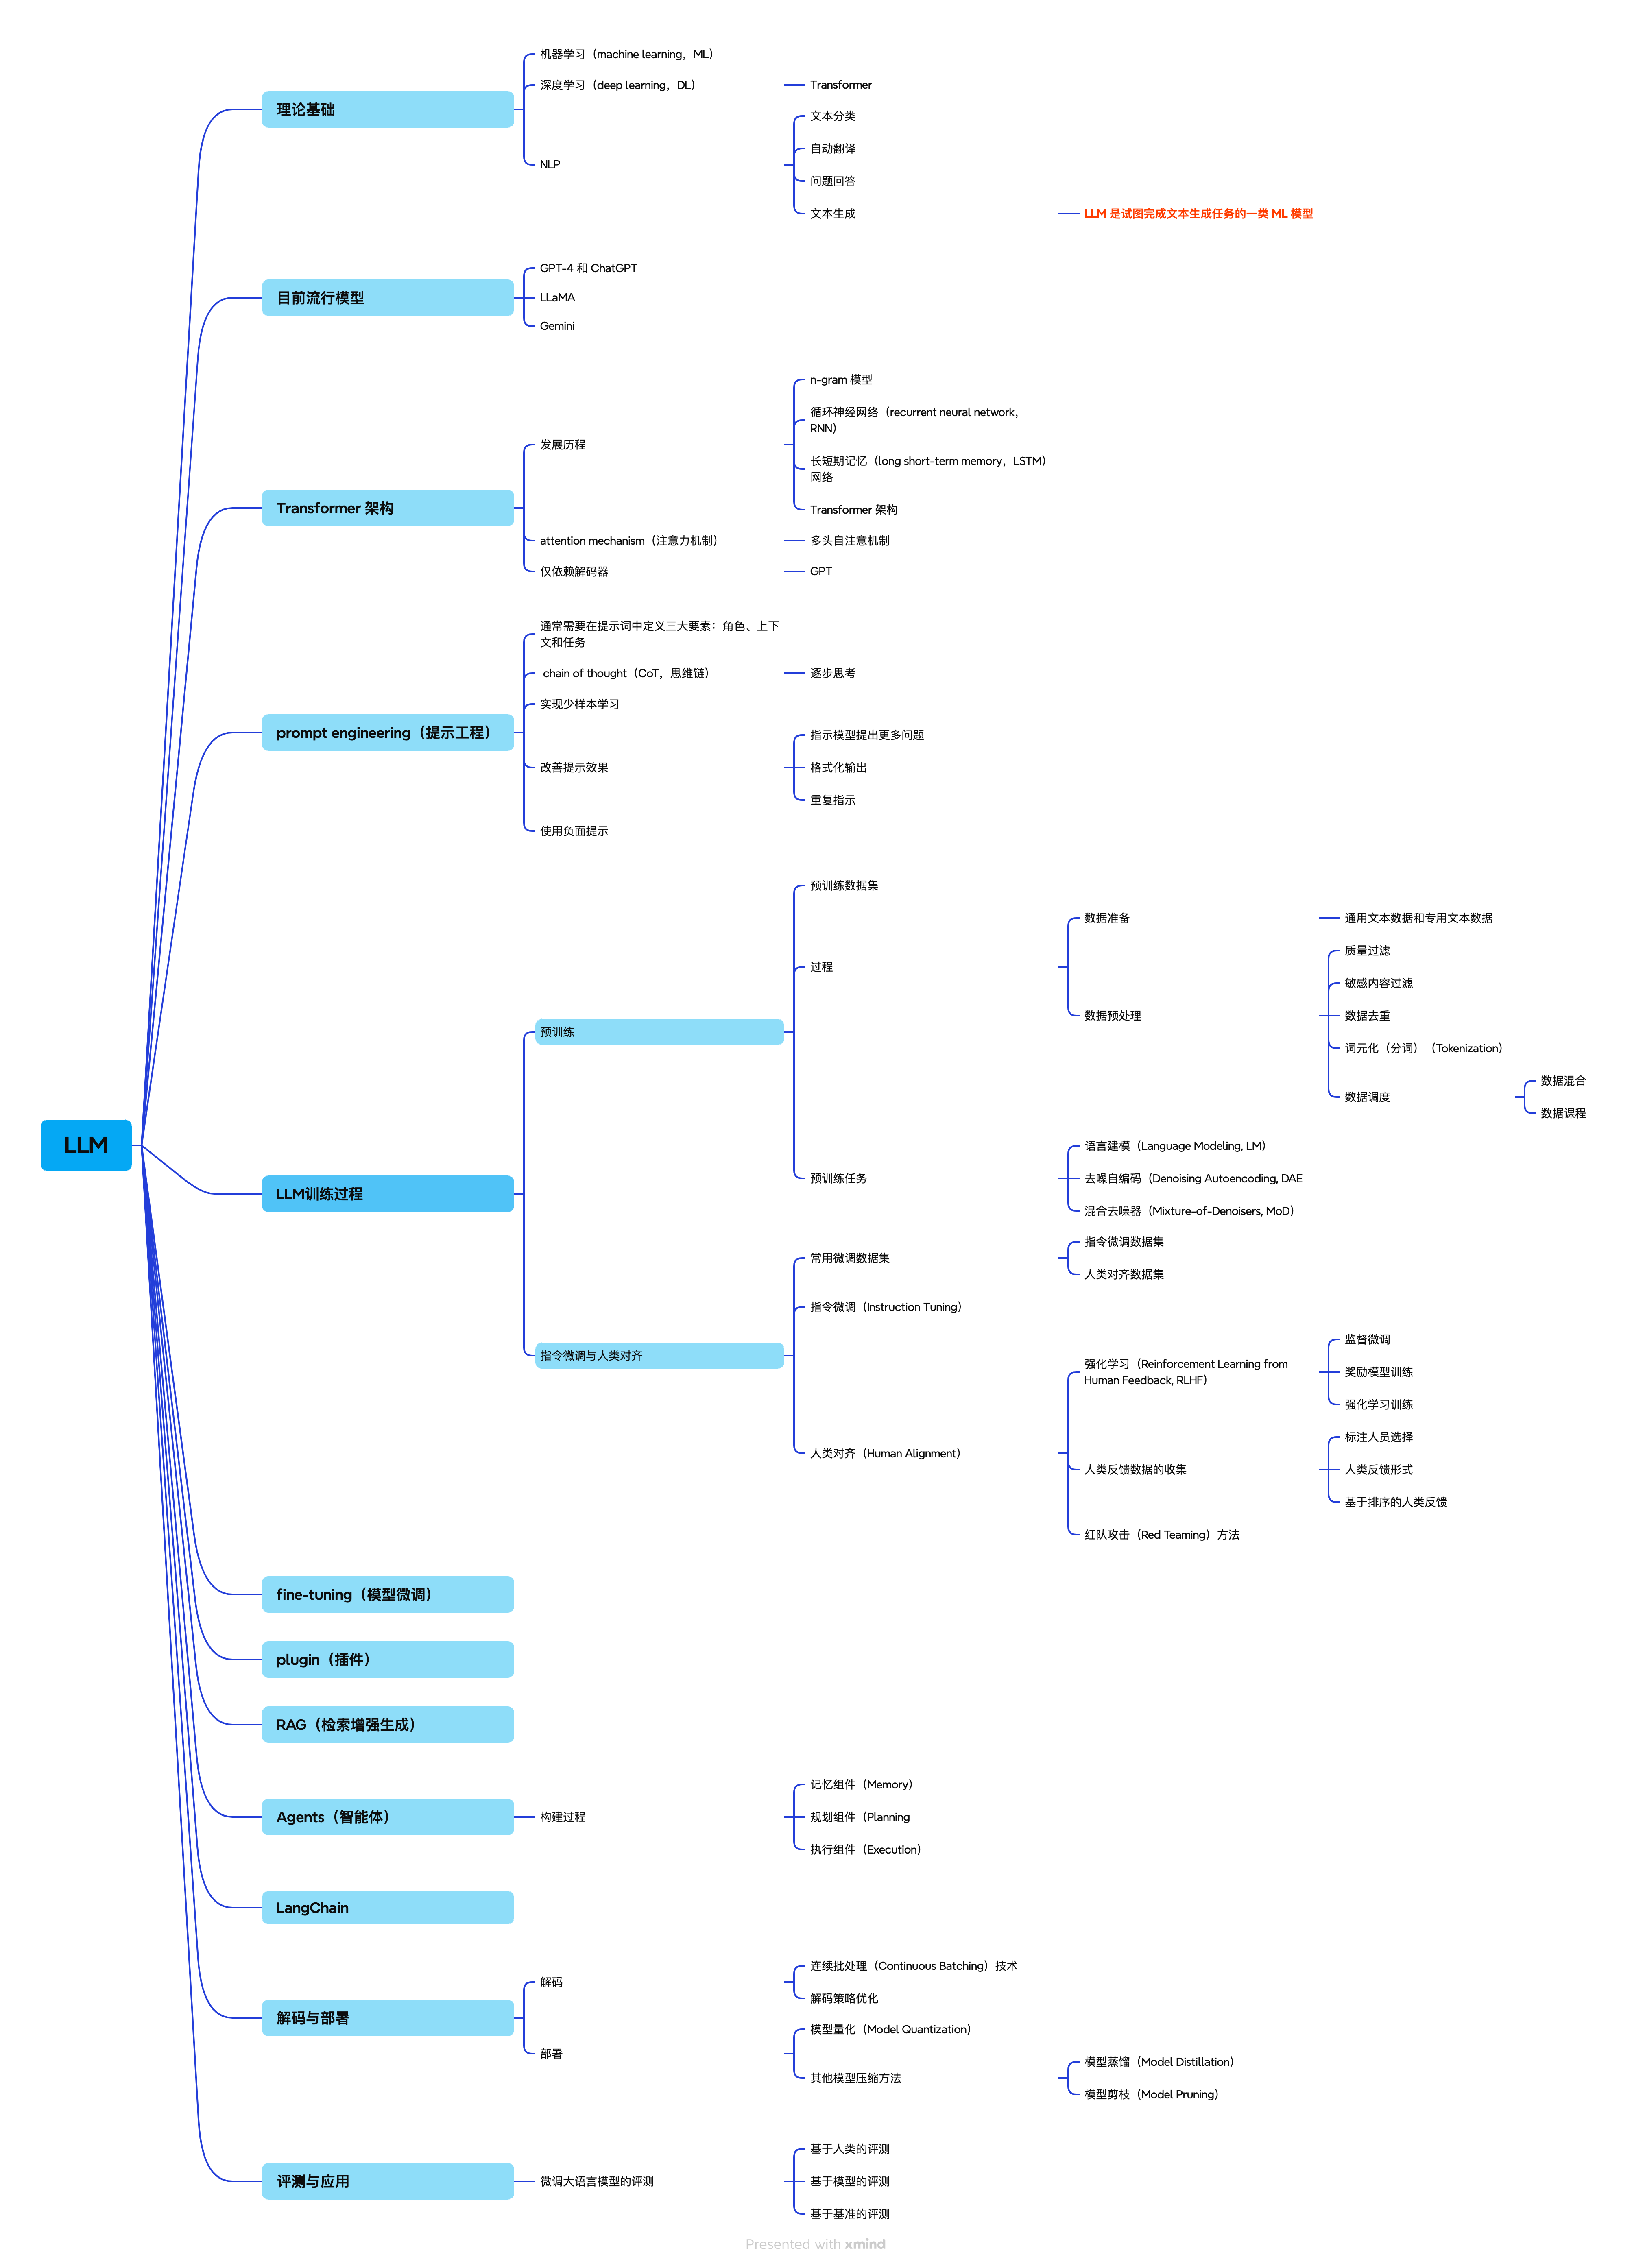 LLM
理论基础
机器学习（machine learning，ML）
深度学习（deep learning，DL）
Transformer
NLP
文本分类
自动翻译
问题回答
文本生成
LLM 是试图完成文本生成任务的一类 ML 模型
目前流行模型
GPT-4 和 ChatGPT
LLaMA
Gemini
Transformer 架构
发展历程
n-gram 模型
循环神经网络（recurrent neural network，
RNN）
长短期记忆（long short-term memory，LSTM）
网络
Transformer 架构
attention mechanism（注意力机制）
多头自注意机制
仅依赖解码器
GPT
prompt engineering（提示工程）
通常需要在提示词中定义三大要素：角色、上下
文和任务
chain of thought（CoT，思维链）
逐步思考
实现少样本学习
改善提示效果
指示模型提出更多问题
格式化输出
重复指示
使用负面提示
LLM训练过程
预训练
预训练数据集
过程
数据准备
通用文本数据和专用文本数据
数据预处理
质量过滤
敏感内容过滤
数据去重
词元化（分词）（Tokenization）
数据调度
数据混合
数据课程
预训练任务
语言建模（Language Modeling, LM）
去噪自编码（Denoising Autoencoding, DAE
混合去噪器（Mixture-of-Denoisers, MoD）
指令微调与人类对齐
常用微调数据集
指令微调数据集
人类对齐数据集
指令微调（Instruction Tuning）
人类对齐（Human Alignment）
强化学习（Reinforcement Learning from
Human Feedback, RLHF）
监督微调
奖励模型训练
强化学习训练
人类反馈数据的收集
标注人员选择
人类反馈形式
基于排序的人类反馈
红队攻击（Red Teaming）方法
fine-tuning（模型微调）
plugin（插件）
RAG（检索增强生成）
Agents（智能体）
构建过程
记忆组件（Memory）
规划组件（Planning
执行组件（Execution）
LangChain
解码与部署
解码
连续批处理（Continuous Batching）技术
解码策略优化
部署
模型量化（Model Quantization）
其他模型压缩方法
模型蒸馏（Model Distillation）
模型剪枝（Model Pruning）
评测与应用
微调大语言模型的评测
基于人类的评测
基于模型的评测
基于基准的评测
Presented with xmind